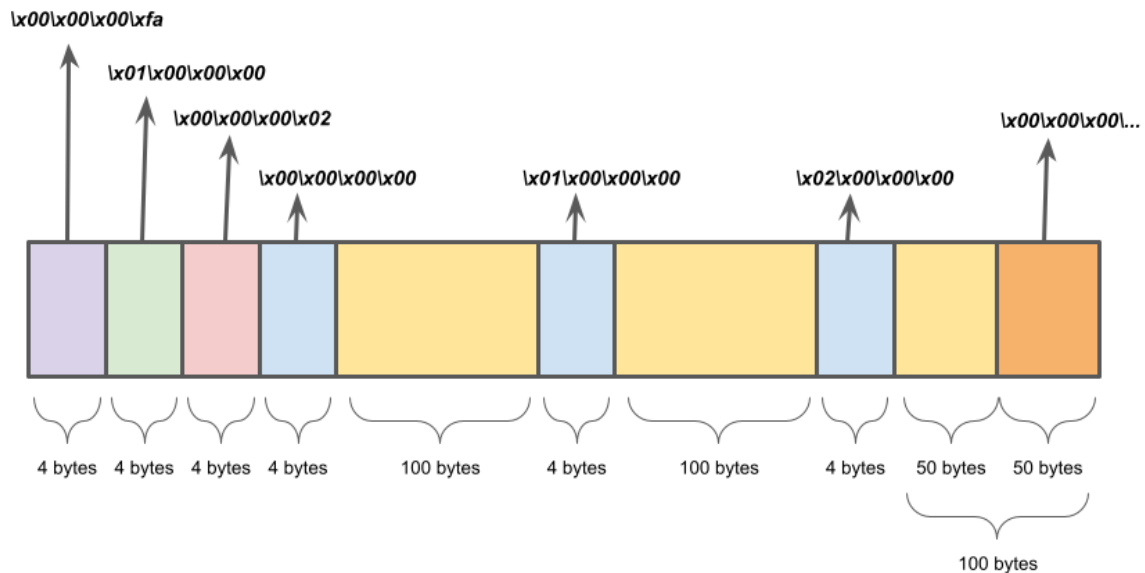 \x00\x00\x00\xfa
\x01\x00\x00\x00
\x00\x00\x00\x02
\x00\x00\x00\...
\x00\x00\x00\x00
\x01\x00\x00\x00
\x02\x00\x00\x00
4 bytes
4 bytes
4 bytes
4 bytes
100 bytes
4 bytes
100 bytes
4 bytes
50 bytes
50 bytes
100 bytes